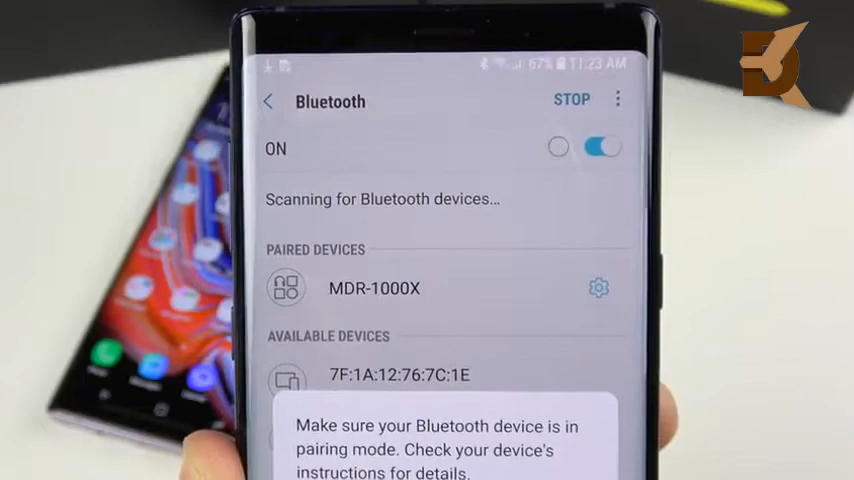 67% 11:23 AM
Bluetooth STOP
ON
Scanning for Bluetooth devices...
PAIRED DEVICES
MDR-1000X
AVAILABLE DEVICES
7F:1A:12:76:7C:1E
Make sure your Bluetooth device is in
pairing mode. Check your device's
instructions for details.